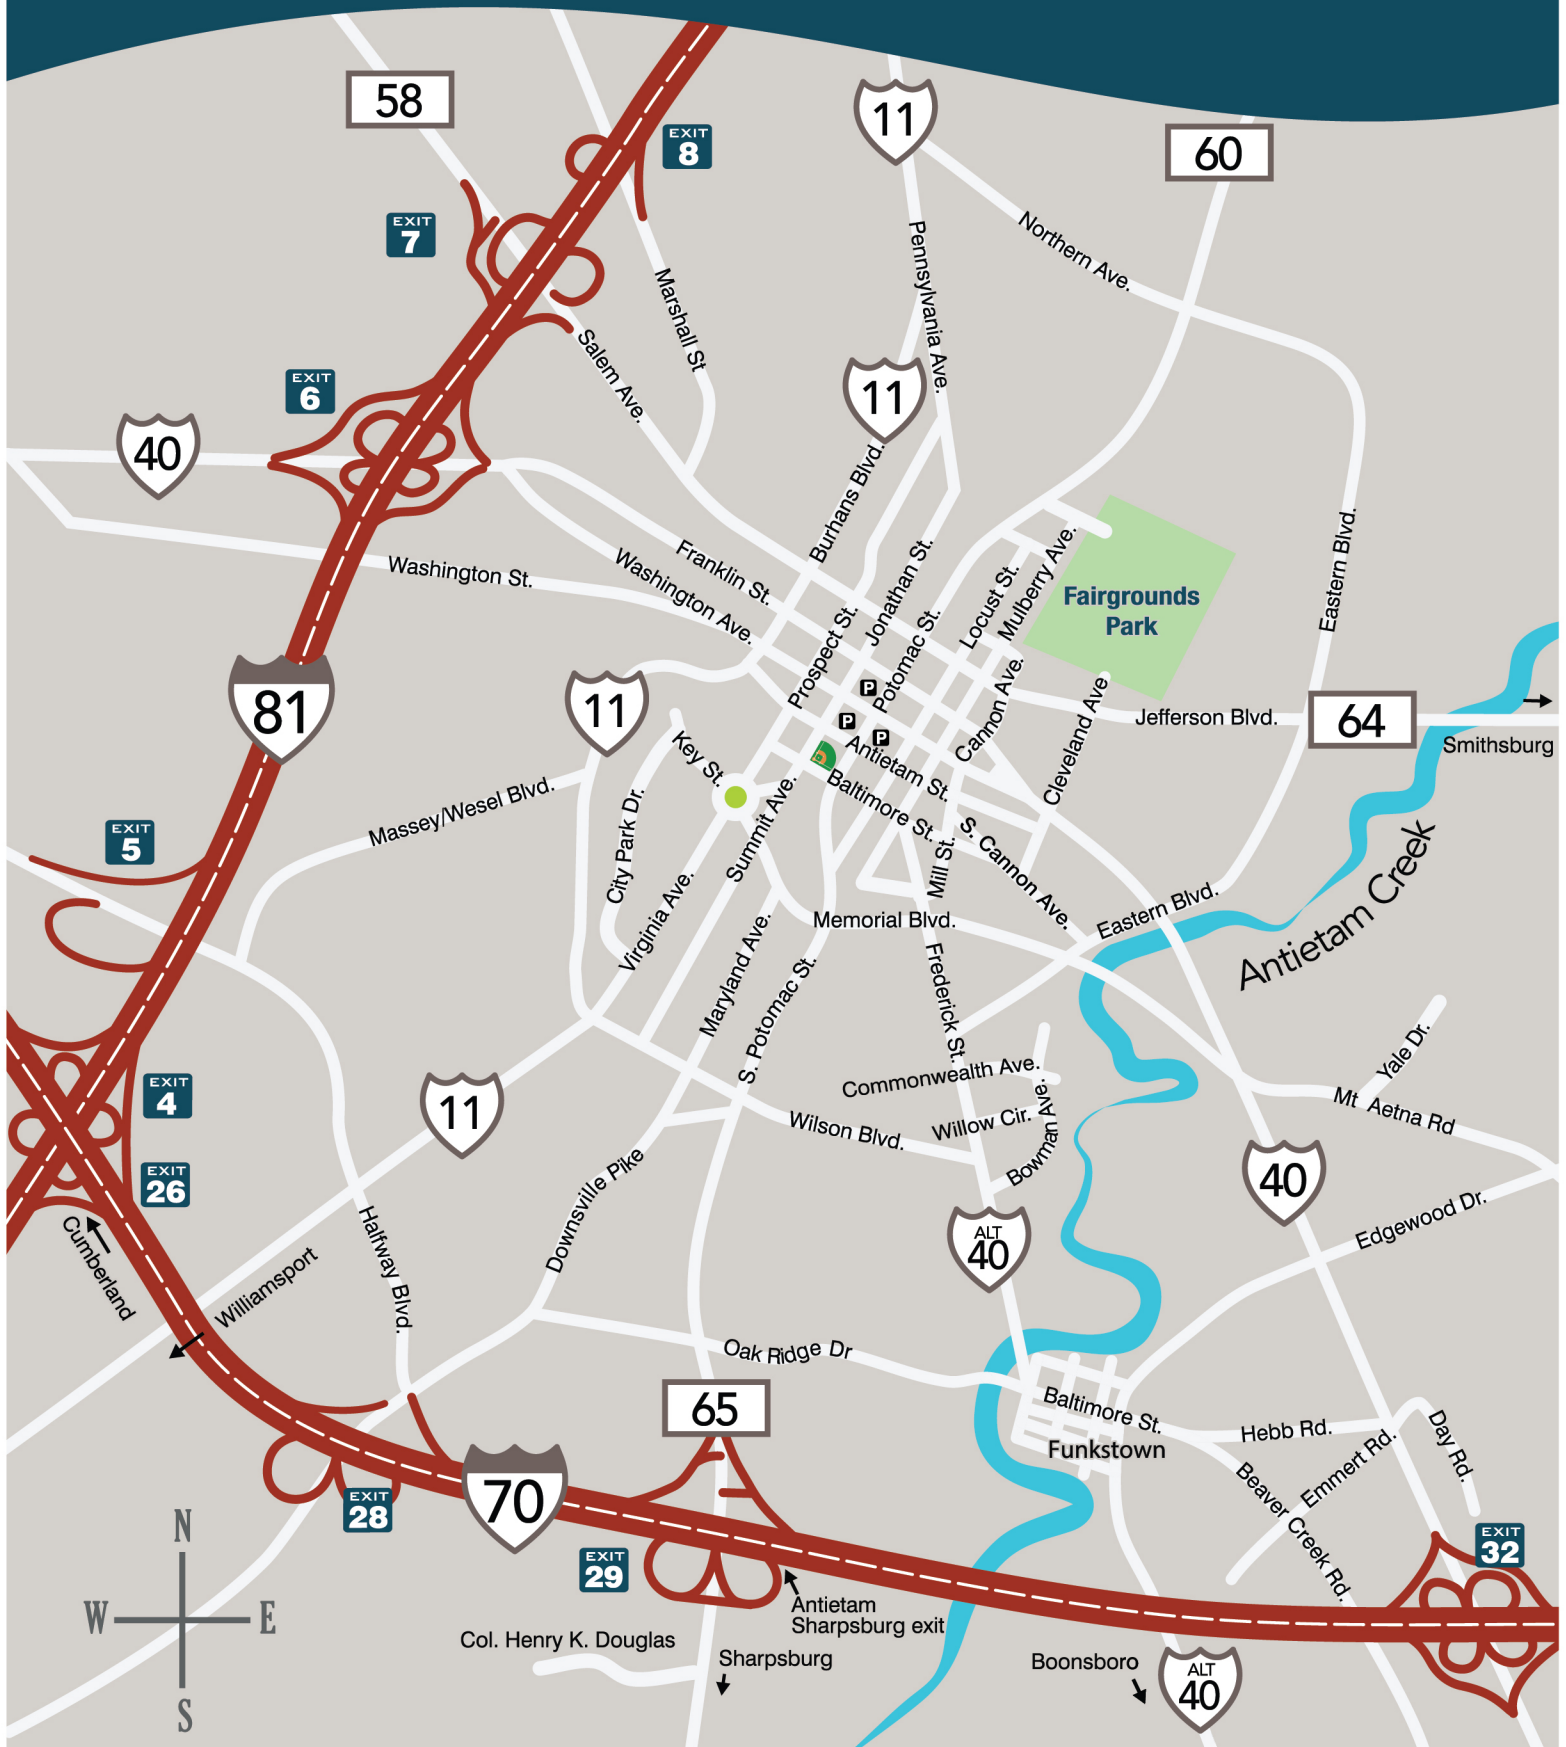 58
EXIT
8
11
60
EXIT
7
Northern Ave.
Pennsylvania Ave.
Marshall St
Salem Ave.
EXIT
6
11
40
Burhans Blvd.
Franklin St.
Washington St.
Washington Ave.
Jonathan St.
Prospect St.
Potomac St.
Locust St.
Mulberry Ave.
Fairgrounds
Park
Eastern Blvd.
81
11
P
P
P
Cannon Ave.
Cleveland Ave
Jefferson Blvd.
64
Smithsburg
Key St.
Antietam St.
Baltimore St.
Massey/Wesel Blvd.
City Park Dr.
Summit Ave.
EXIT
5
Mill St.
S. Cannon Ave.
Antietam Creek
Virginia Ave.
Memorial Blvd.
Eastern Blvd.
Maryland Ave.
S. Potomac St.
Frederick St.
Commonwealth Ave.
Yale Dr.
EXIT
4
11
Wilson Blvd.
Willow Cir.
Bowman Ave.
Mt Aetna Rd
EXIT
26
40
Downsville Pike
Edgewood Dr.
Cumberland
Williamsport
Halfway Blvd.
ALT
40
Oak Ridge Dr
65
Baltimore St.
Funkstown
Hebb Rd.
Emmert Rd.
Day Rd.
Beaver Creek Rd.
70
EXIT
28
EXIT
29
EXIT
32
N
W
E
S
Antietam
Sharpsburg exit
Col. Henry K. Douglas
Sharpsburg
Boonsboro
ALT
40